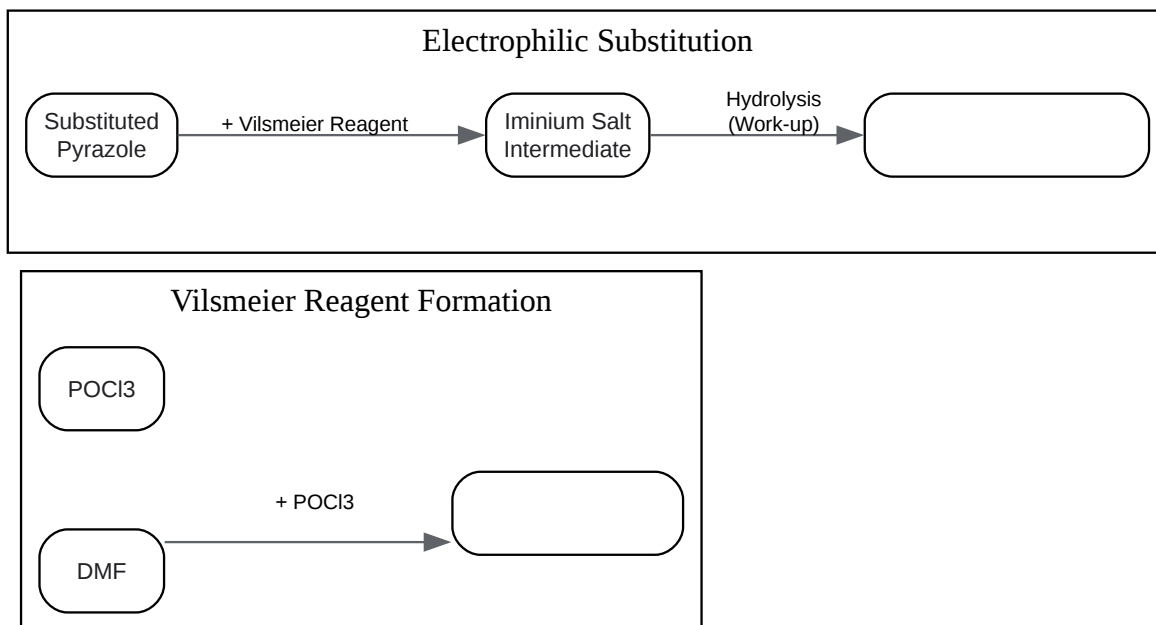 Electrophilic Substitution
Substituted
Pyrazole
+ Vilsmeier Reagent
Iminium Salt
Intermediate
Hydrolysis
(Work-up)
Vilsmeier Reagent Formation
POCl3
+ POCl3
DMF